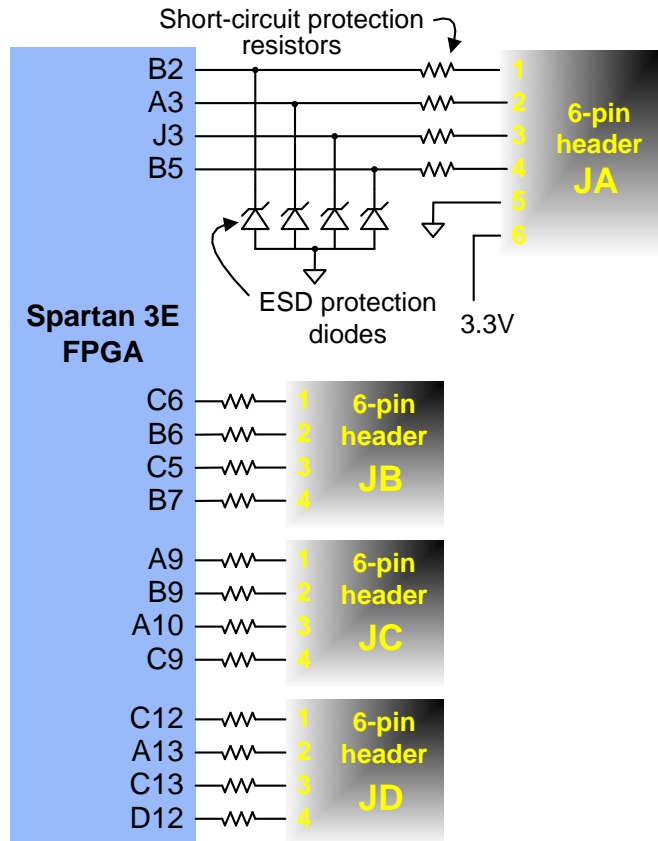 Short-circuit protection
resistors
B2
A3
J3
B5
1
2
3
4
5
6
6-pin
header
JA
ESD protection
diodes
3.3V
Spartan 3E
FPGA
C6
B6
C5
B7
1
2
3
4
6-pin
header
JB
A9
B9
A10
C9
1
2
3
4
6-pin
header
JC
C12
A13
C13
D12
1
2
3
4
6-pin
header
JD